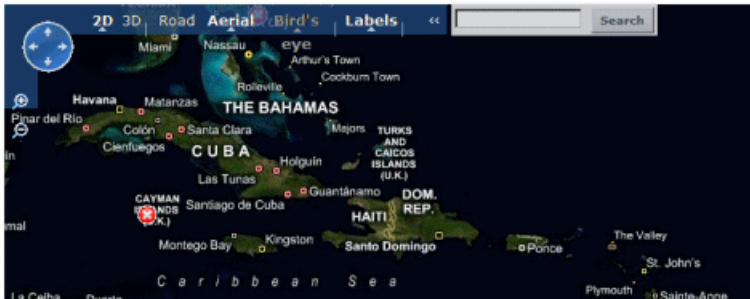 2D 3D Road Aerial Bird's eye Labels «
Search
Miami
Nassau
Arthur's Town
Cockburn Town
Rolleville
Havana
Matanzas
THE BAHAMAS
Pinar del Río
Colón
Santa Clara
Majors
TURKS
AND
CAICOS
ISLANDS
(U.K.)
Cienfuegos
CUBA
Holguín
Las Tunas
Guantánamo
DOM.
REP.
CAYMAN
Santiago de Cuba
HAITI
Montego Bay
Kingston
Santo Domingo
Ponce
The Valley
St. John's
Caribbean Sea
Plymouth
Sainte-Anne
La Ceiba